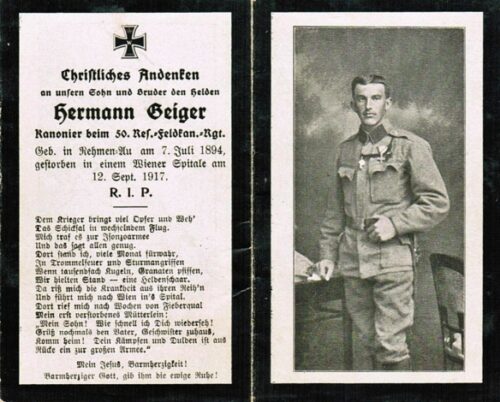 Christliches Andenken
an unsern Sohn und Bruder den Helden
Hermann Geiger
Kanonier beim 50. Res.-Feldkan.-Rgt.
Geb. in Rehmen-Au am 7. Juli 1894,
gestorben in einem Wiener Spitale am
12. Sept. 1917.
R. I. P.
Dem Krieger bringt viel Opfer und Weh'
Das Schicksal in wechselndem Flug.
Mich traf es zur Isonzoarmee
Und das sagt allen genug.
Dort stand ich, viele Monat fürwahr,
In Trommelfeuer und Sturmangriffen
Wenn tausendfach Kugeln, Granaten pfiffen,
Wir hielten Stand — eine Heldenschaar.
Da riß mich die Krankheit aus ihren Reih'n
Und führt mich nach Wien in's Spital.
Dort rief ich nach Wochen von Fieberqual
Mein erst verstorbenes Mütterlein:
„Mein Sohn! Wie schnell ich Dich wiederseh!
Grüß nochmals den Vater, Geschwister zuhaus,
Komm heim! Dein Kämpfen und Dulden ist aus
Rücke ein zur großen Armee."
Mein Jesus, Barmherzigkeit!
Barmherziger Gott, gib ihm die ewige Ruhe!